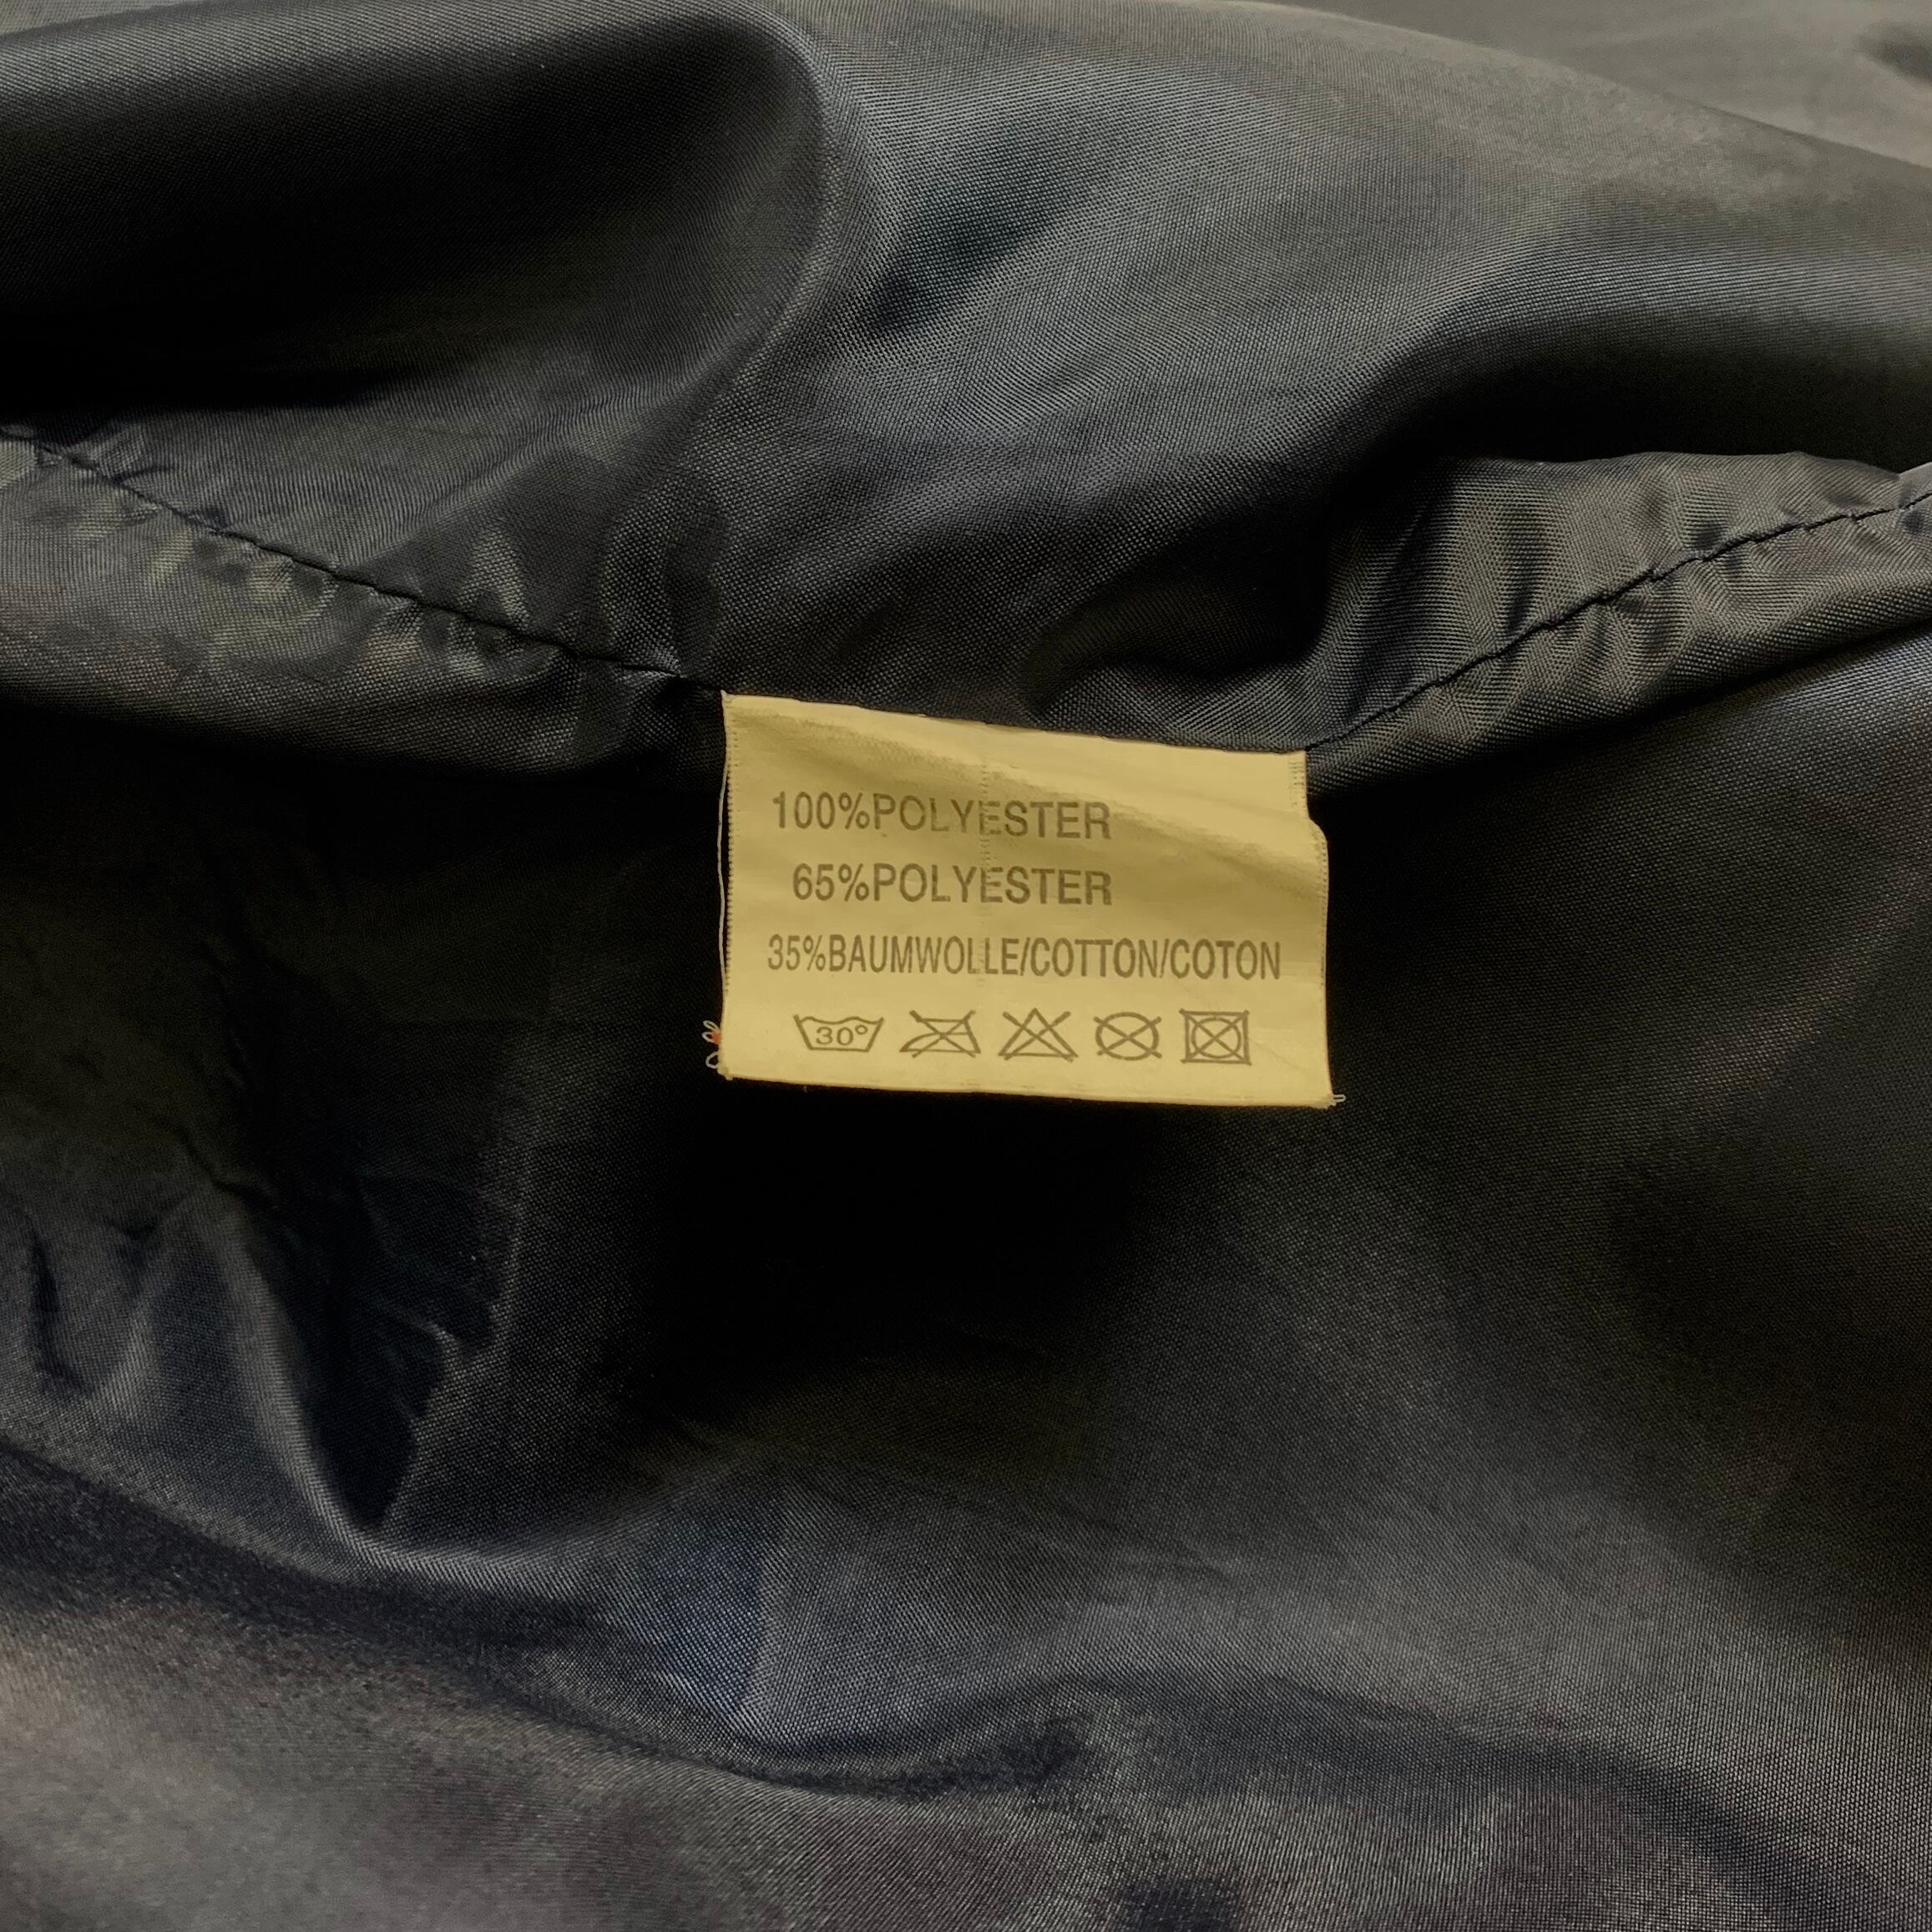 100%POLYESTER
65%POLYESTER
35%BAUMWOLLE/COTTON/COTON
30°